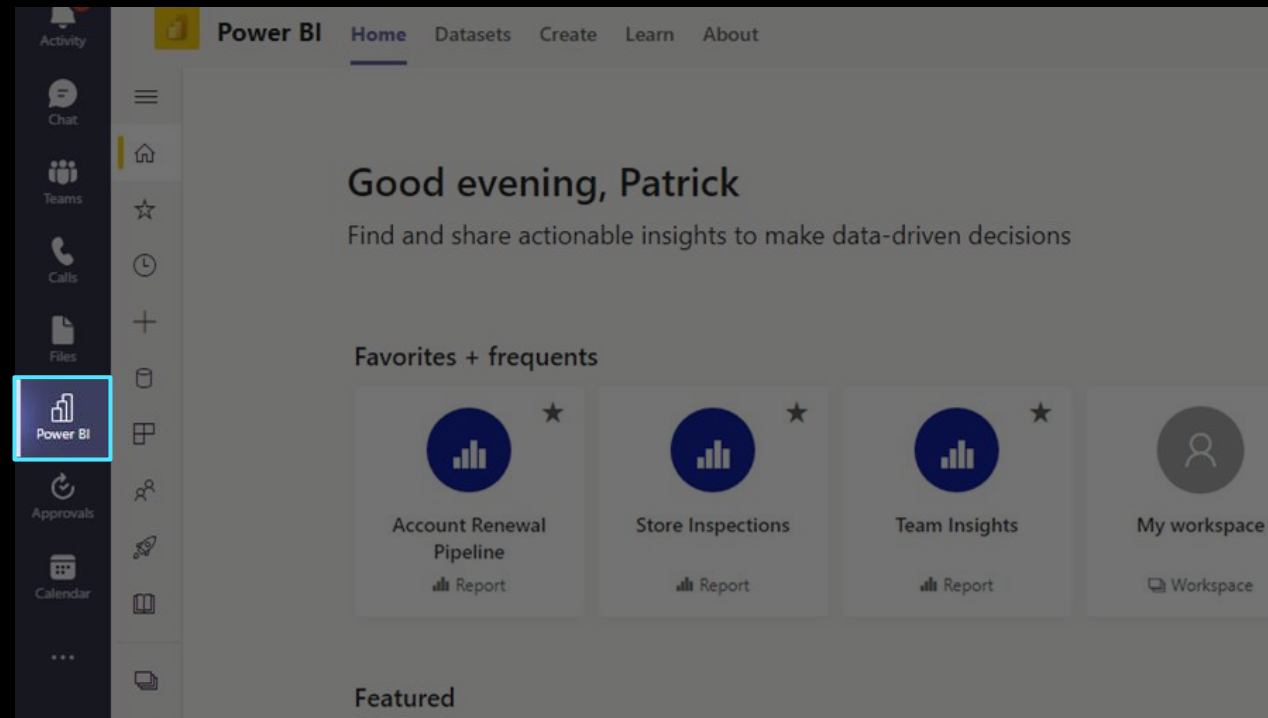 Activity
Chat
Teams
Calls
Files
Power BI
Approvals
Calendar
Power BI Home Datasets Create Learn About
Good evening, Patrick
Find and share actionable insights to make data-driven decisions
Favorites + frequents
Account Renewal
Pipeline
Report
Store Inspections
Report
Team Insights
Report
My workspace
Workspace
Featured